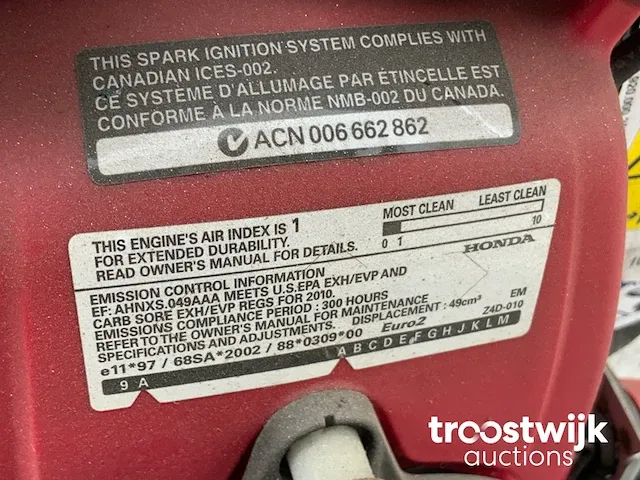 THIS SPARK IGNITION SYSTEM COMPLIES WITH
CANADIAN ICES-002.
CE SYSTEME D'ALLUMAGE PAR ÉTINCELLE EST
CONFORME À LA NORME NMB-002 DU CANADA.
ACN 006 662 862
THIS ENGINE'S AIR INDEX IS 1
FOR EXTENDED DURABILITY.
READ OWNER'S MANUAL FOR DETAILS.
MOST CLEAN LEAST CLEAN
0 1 10
HONDA
EMISSION CONTROL INFORMATION
EF: AHNXS.049AAA MEETS U.S.EPA EXH/EVP AND
CARB SORE EXH/EVP REGS FOR 2010.
EMISSIONS COMPLIANCE PERIOD : 300 HOURS
REFER TO THE OWNER'S MANUAL FOR MAINTENANCE
SPECIFICATIONS AND ADJUSTMENTS. DISPLACEMENT : 49cm³ EM
e11*97 / 68SA*2002 / 88*0309*00 Euro2 Z4D-010
9 A A B C D E F G H J K L M
troostwijk
auctions